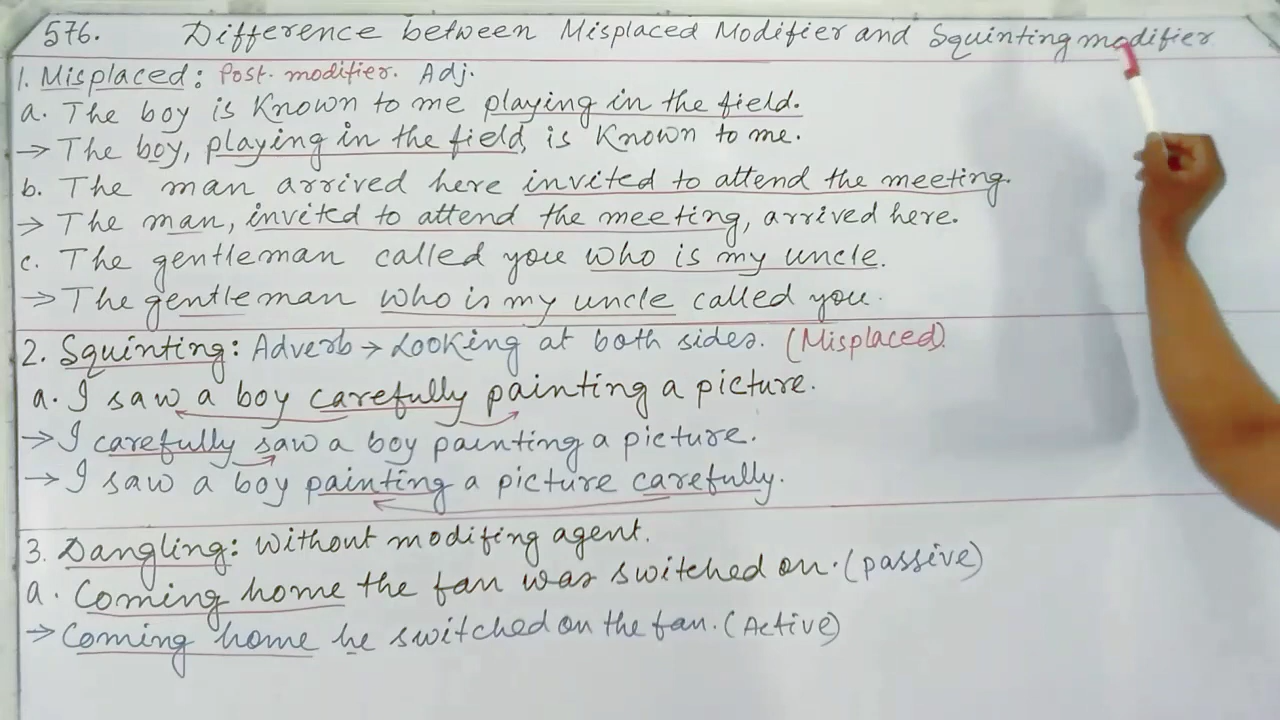 576. Difference between Misplaced Modifier and Squinting modifier
1. Misplaced: Post. modifier. Adj.
a. The boy is known to me playing in the field.
→ The boy, playing in the field, is known to me.
b. The man arrived here invited to attend the meeting.
→ The man, invited to attend the meeting, arrived here.
c. The gentleman called you who is my uncle.
→ The gentleman who is my uncle called you.
2. Squinting: Adverb → Looking at both sides. (Misplaced).
a. I saw a boy carefully painting a picture.
→ I carefully saw a boy painting a picture.
→ I saw a boy painting a picture carefully.
3. Dangling: without modifing agent.
a. Coming home the fan was switched on. (passive)
→ Coming home he switched on the fan. (Active)